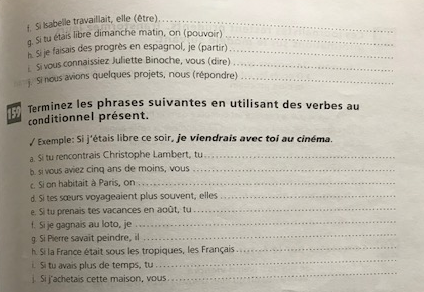 f. Si Isabelle travaillait, elle (être)
g. Si tu étais libre dimanche matin, on (pouvoir)
h. Si je faisais des progrès en espagnol, je (partir)
i. Si vous connaissiez Juliette Binoche, vous (dire)
j. Si nous avions quelques projets, nous (répondre)
159 Terminez les phrases suivantes en utilisant des verbes au
conditionnel présent.
✓ Exemple: Si j'étais libre ce soir, je viendrais avec toi au cinéma.
a. Si tu rencontrais Christophe Lambert, tu
b. si vous aviez cinq ans de moins, vous
c. Si on habitait à Paris, on
d. Si tes sœurs voyageaient plus souvent, elles
e. Si tu prenais tes vacances en août, tu
f. Si je gagnais au loto, je
g. Si Pierre savait peindre, il
h. Si la France était sous les tropiques, les Français
i. Si tu avais plus de temps, tu
j. Si j'achetais cette maison, vous